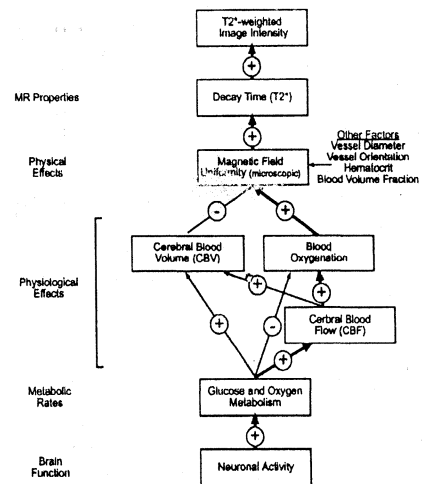 T2*-weighted
Image Intensity
+
MR Properties
Decay Time (T2*)
+
Other Factors
Vessel Diameter
Vessel Orientation
Hematocrit
Blood Volume Fraction
Physical
Effects
Magnetic Field
Uniformity (microscopic)
-
+
Cerebral Blood
Volume (CBV)
Blood
Oxygenation
Physiological
Effects
+
+
Cerbral Blood
Flow (CBF)
+
-
+
Metabolic
Rates
Glucose and Oxygen
Metabolism
+
Brain
Function
Neuronal Activity